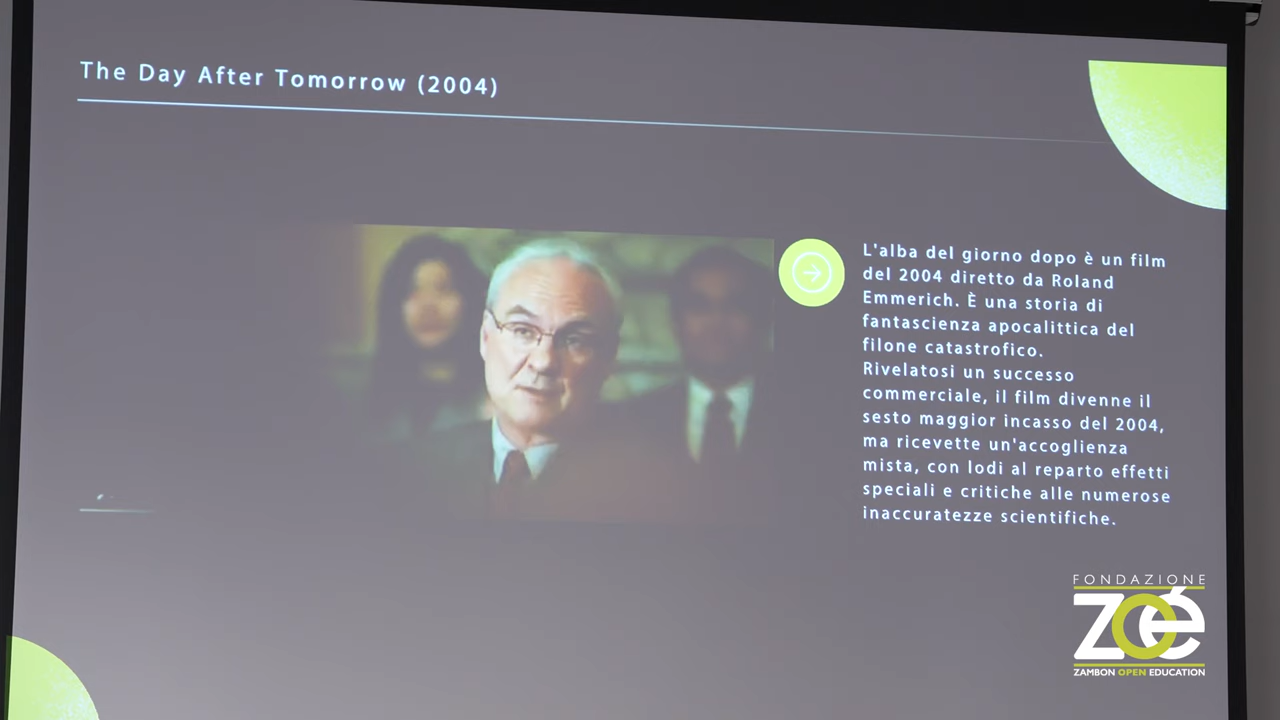 The Day After Tomorrow (2004)
L'alba del giorno dopo è un film
del 2004 diretto da Roland
Emmerich. È una storia di
fantascienza apocalittica del
filone catastrofico.
Rivelatosi un successo
commerciale, il film divenne il
sesto maggior incasso del 2004,
ma ricevette un'accoglienza
mista, con lodi al reparto effetti
speciali e critiche alle numerose
inaccuratezze scientifiche.
FONDAZIONE
zoé
ZAMBON OPEN EDUCATION